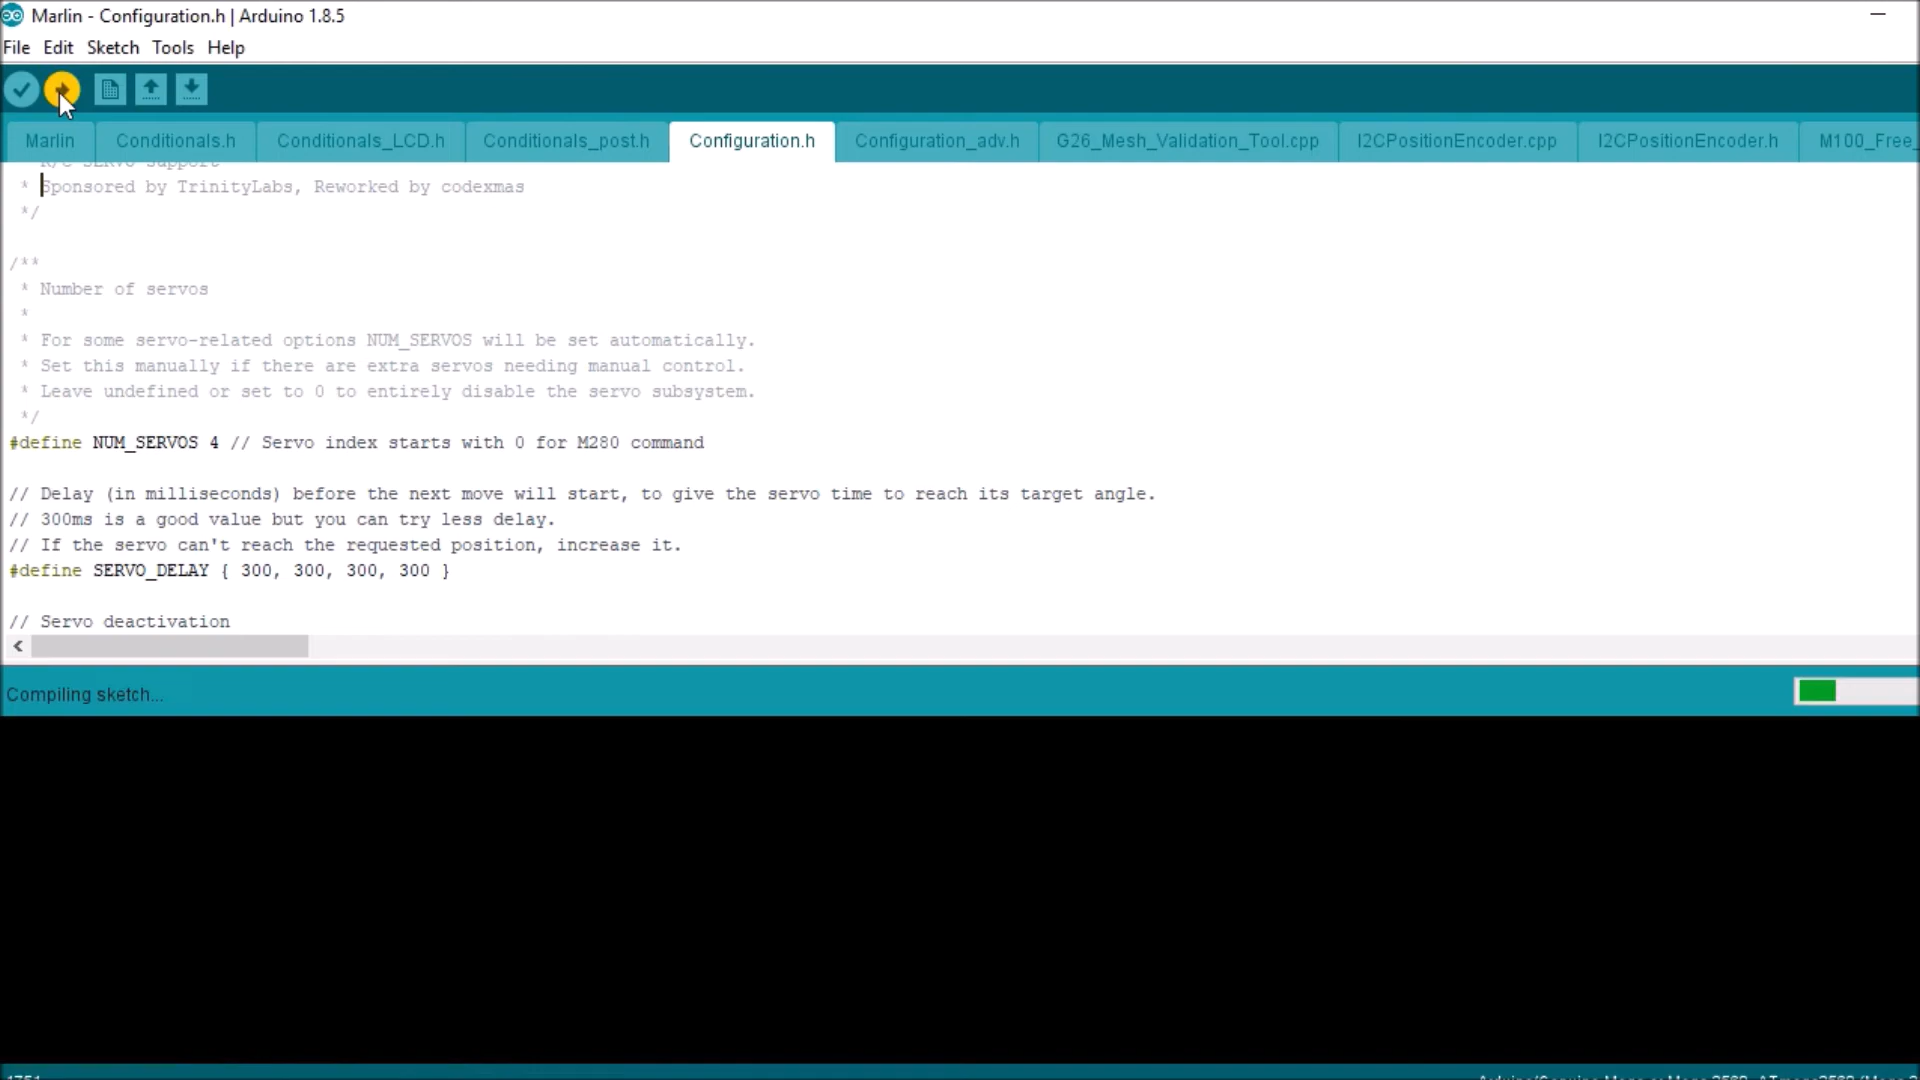 Marlin - Configuration.h | Arduino 1.8.5
File Edit Sketch Tools Help
Marlin Conditionals.h Conditionals_LCD.h Conditionals_post.h Configuration.h Configuration_adv.h G26_Mesh_Validation_Tool.cpp I2CPositionEncoder.cpp I2CPositionEncoder.h M100_Free_
R/C SERVO support
* Sponsored by TrinityLabs, Reworked by codexmas
*/
/**
* Number of servos
*
* For some servo-related options NUM_SERVOS will be set automatically.
* Set this manually if there are extra servos needing manual control.
* Leave undefined or set to 0 to entirely disable the servo subsystem.
*/
#define NUM_SERVOS 4 // Servo index starts with 0 for M280 command
// Delay (in milliseconds) before the next move will start, to give the servo time to reach its target angle.
// 300ms is a good value but you can try less delay.
// If the servo can't reach the requested position, increase it.
#define SERVO_DELAY { 300, 300, 300, 300 }
// Servo deactivation
Compiling sketch...